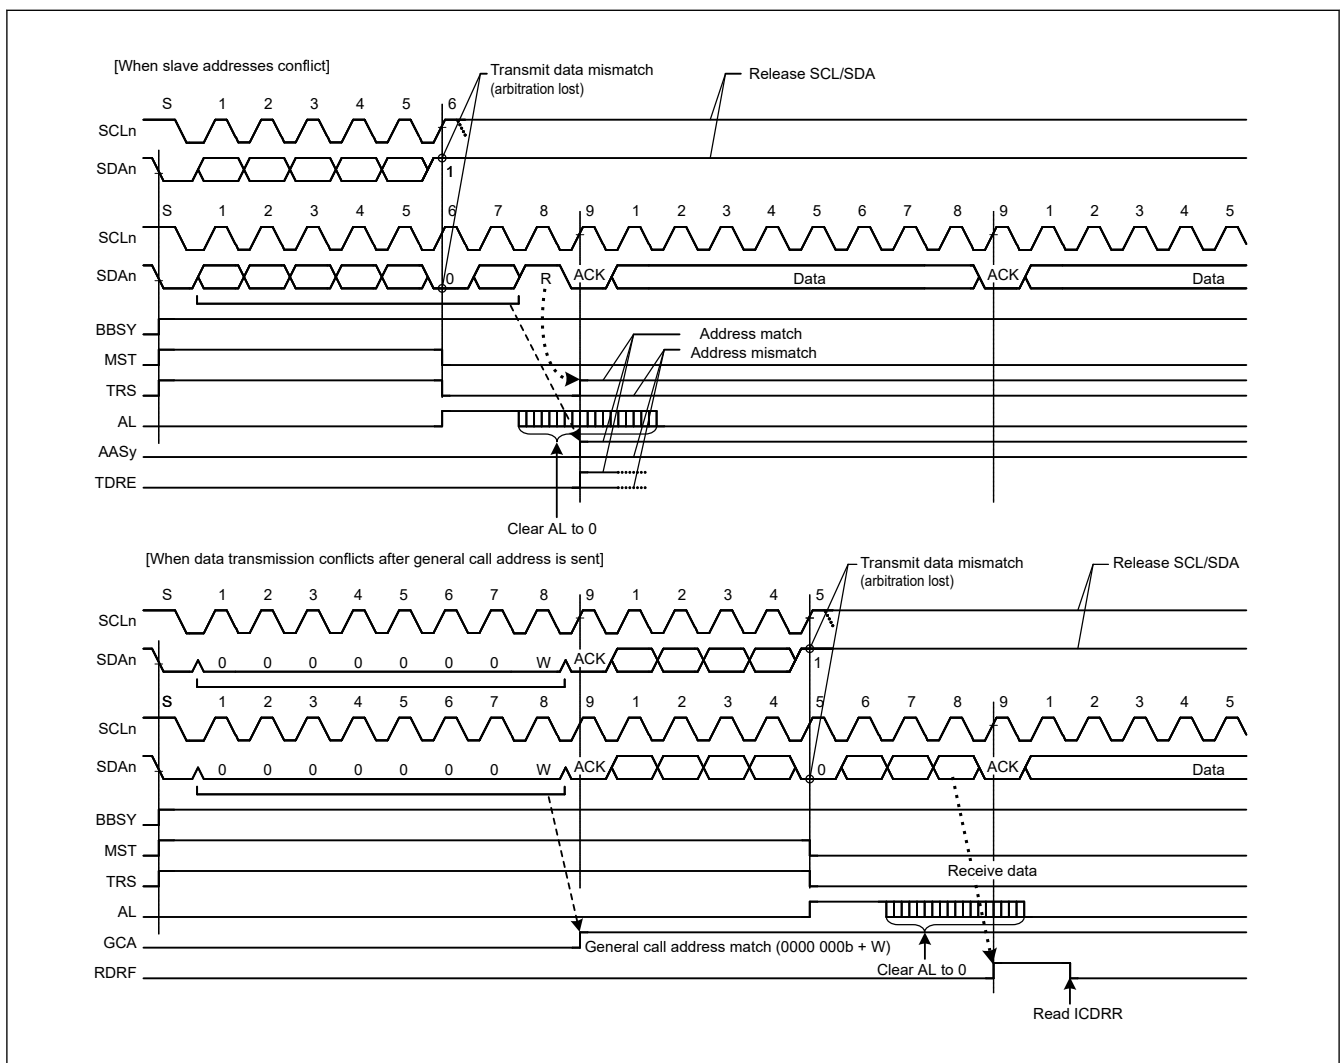 [When slave addresses conflict]
Transmit data mismatch
(arbitration lost)
Release SCL/SDA
S 1 2 3 4 5 6
SCLn
SDAn
1
S 1 2 3 4 5 6 7 8 9 1 2 3 4 5 6 7 8 9 1 2 3 4 5
SCLn
SDAn
0 R ACK Data ACK Data
BBSY
Address match
MST
Address mismatch
TRS
AL
AASy
TDRE
Clear AL to 0
[When data transmission conflicts after general call address is sent]
Transmit data mismatch
(arbitration lost)
Release SCL/SDA
S 1 2 3 4 5 6 7 8 9 1 2 3 4 5
SCLn
SDAn
0 0 0 0 0 0 0 W ACK 1
S 1 2 3 4 5 6 7 8 9 1 2 3 4 5 6 7 8 9 1 2 3 4 5
SCLn
SDAn
0 0 0 0 0 0 0 W ACK 0 ACK Data
BBSY
MST
TRS
Receive data
AL
GCA
General call address match (0000 000b + W)
RDRF
Clear AL to 0
Read ICDRR